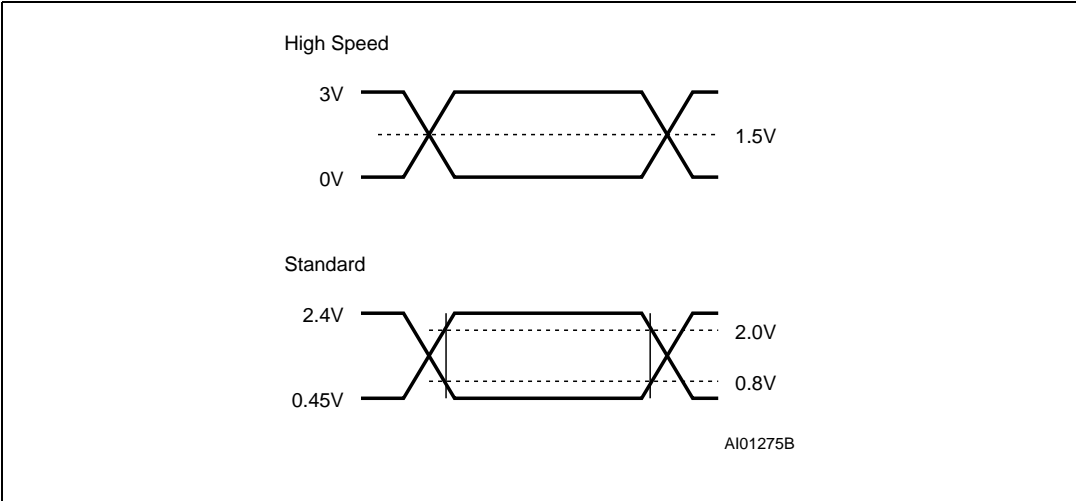 High Speed
3V
1.5V
0V
Standard
2.4V
2.0V
0.8V
0.45V
AI01275B